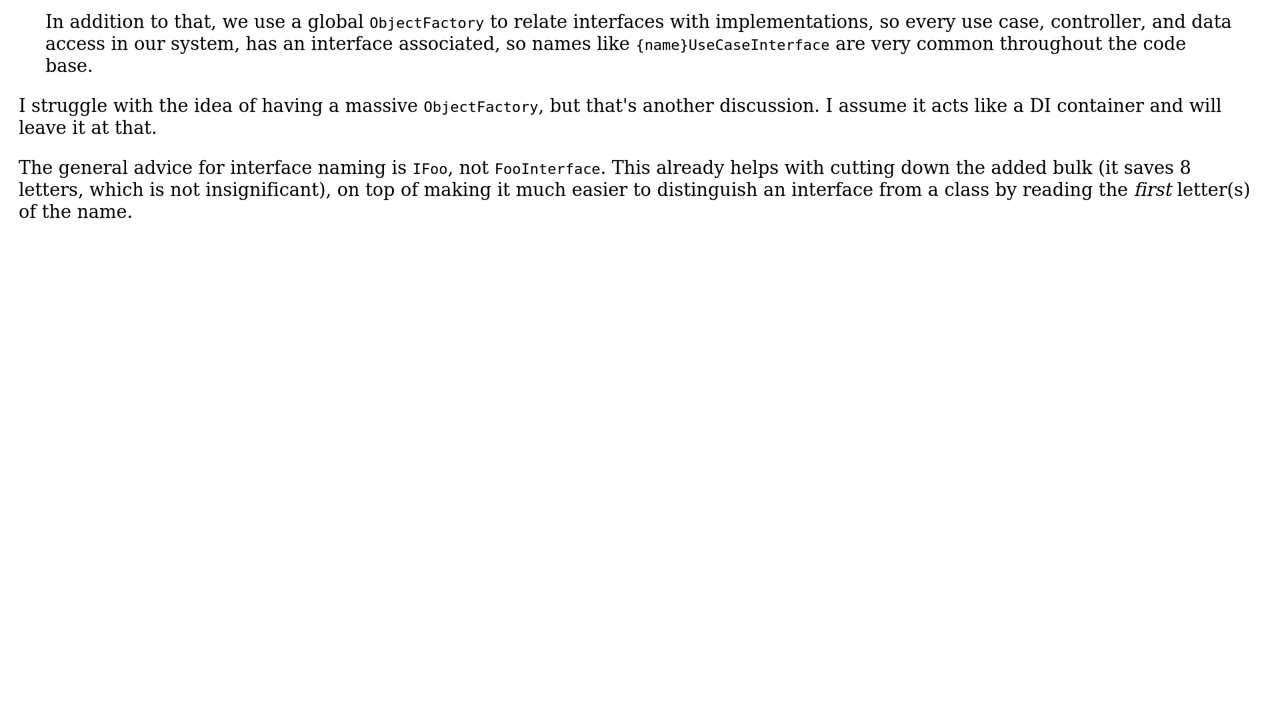 In addition to that, we use a global ObjectFactory to relate interfaces with implementations, so every use case, controller, and data
access in our system, has an interface associated, so names like {name}UseCaseInterface are very common throughout the code
base.
I struggle with the idea of having a massive ObjectFactory, but that's another discussion. I assume it acts like a DI container and will
leave it at that.
The general advice for interface naming is IFoo, not FooInterface. This already helps with cutting down the added bulk (it saves 8
letters, which is not insignificant), on top of making it much easier to distinguish an interface from a class by reading the first letter(s)
of the name.